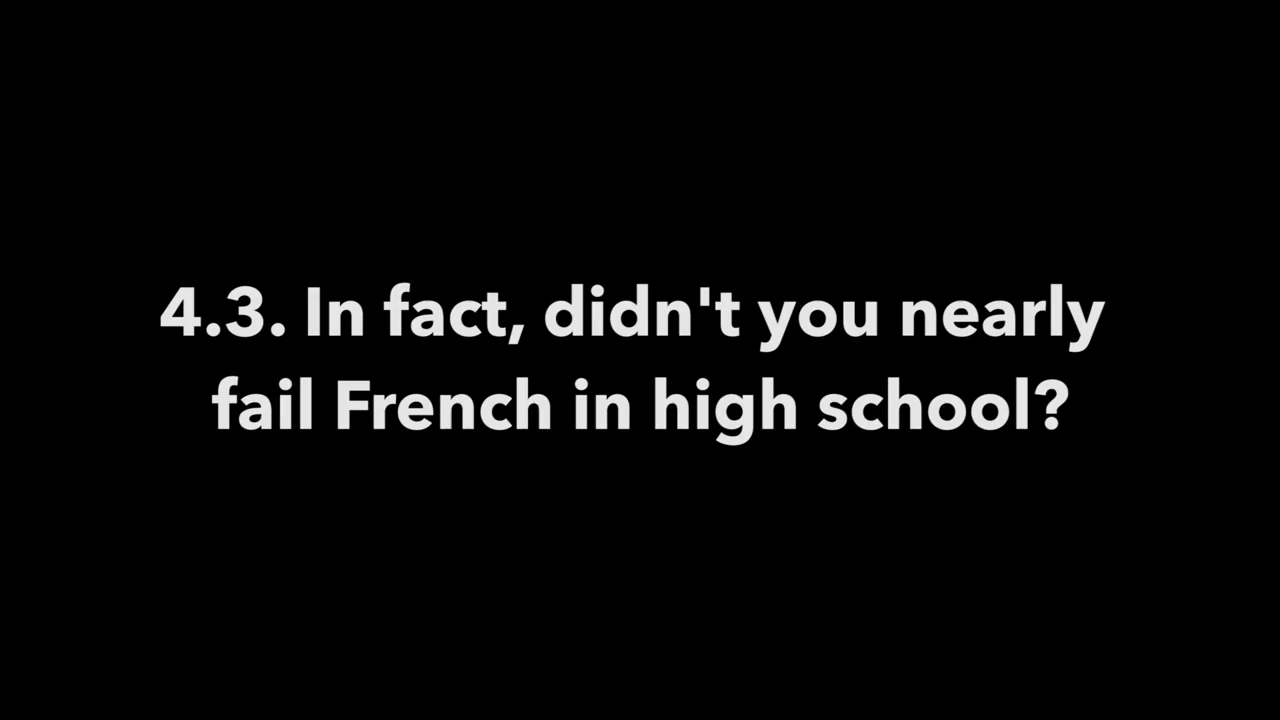 4.3. In fact, didn't you nearly
fail French in high school?